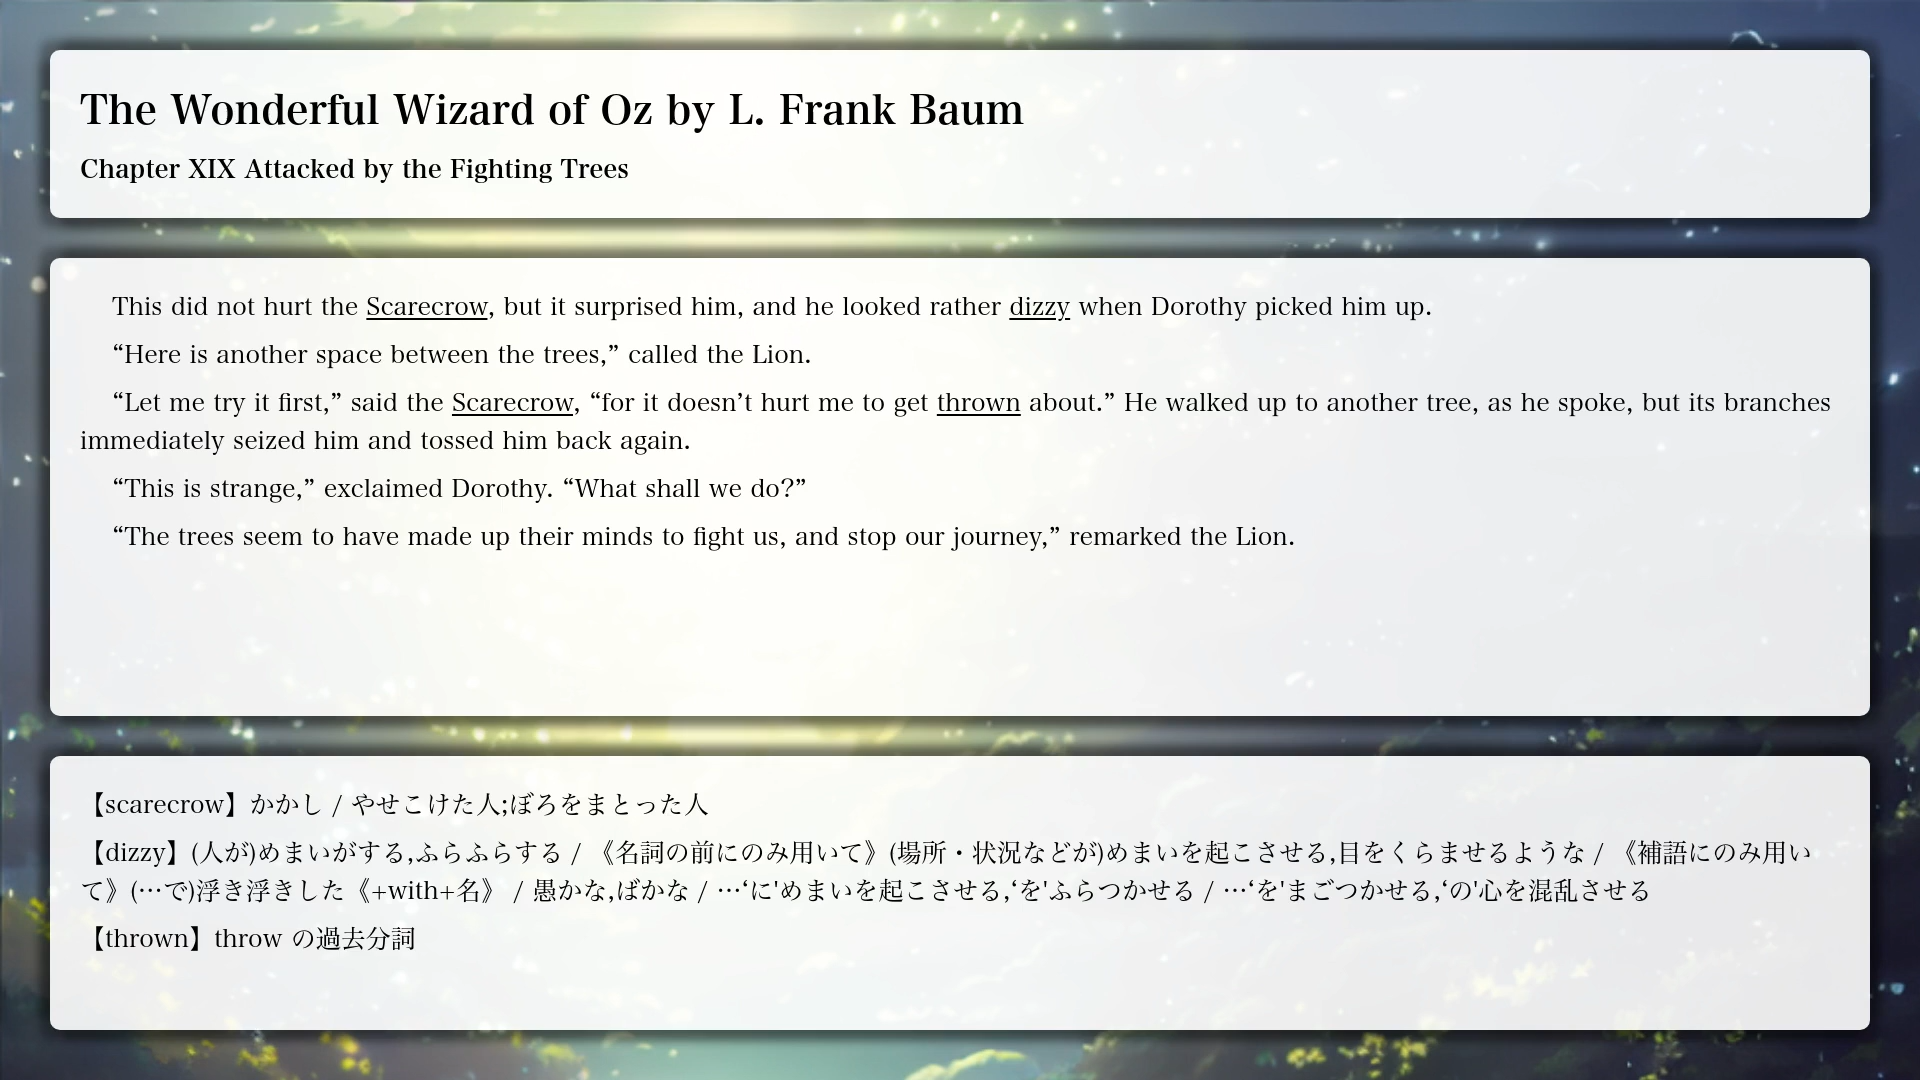 The Wonderful Wizard of Oz by L. Frank Baum
Chapter XIX Attacked by the Fighting Trees
This did not hurt the Scarecrow, but it surprised him, and he looked rather dizzy when Dorothy picked him up.
“Here is another space between the trees,” called the Lion.
“Let me try it first,” said the Scarecrow, “for it doesn’t hurt me to get thrown about.” He walked up to another tree, as he spoke, but its branches
immediately seized him and tossed him back again.
“This is strange,” exclaimed Dorothy. “What shall we do?”
“The trees seem to have made up their minds to fight us, and stop our journey,” remarked the Lion.
【scarecrow】かかし / やせこけた人;ぼろをまとった人
【dizzy】(人が)めまいがする,ふらふらする / 《名詞の前にのみ用いて》(場所・状況などが)めまいを起こさせる,目をくらませるような / 《補語にのみ用い
て》(…で)浮き浮きした《+with+名》 / 愚かな,ばかな / …‘に'めまいを起こさせる,‘を'ふらつかせる / …‘を'まごつかせる,‘の'心を混乱させる
【thrown】throw の過去分詞